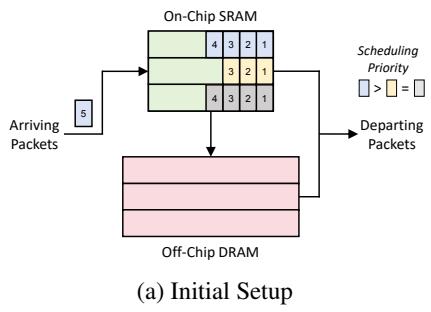 On-Chip SRAM
4 3 2 1
3 2 1
4 3 2 1
Scheduling
Priority
> =
5
Arriving
Packets
Departing
Packets
Off-Chip DRAM
(a) Initial Setup